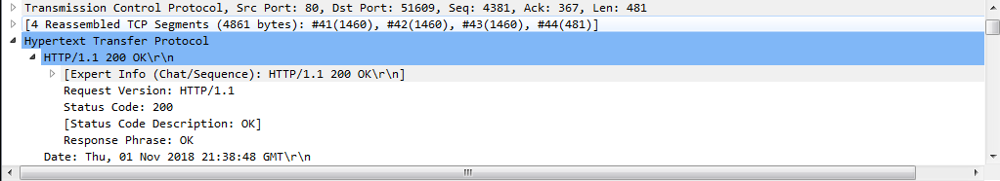 Transmission Control Protocol, Src Port: 80, Dst Port: 51609, Seq: 4381, Ack: 367, Len: 481
[4 Reassembled TCP Segments (4861 bytes): #41(1460), #42(1460), #43(1460), #44(481)]
Hypertext Transfer Protocol
HTTP/1.1 200 OK\r\n
[Expert Info (Chat/Sequence): HTTP/1.1 200 OK\r\n]
Request Version: HTTP/1.1
Status Code: 200
[Status Code Description: OK]
Response Phrase: OK
Date: Thu, 01 Nov 2018 21:38:48 GMT\r\n